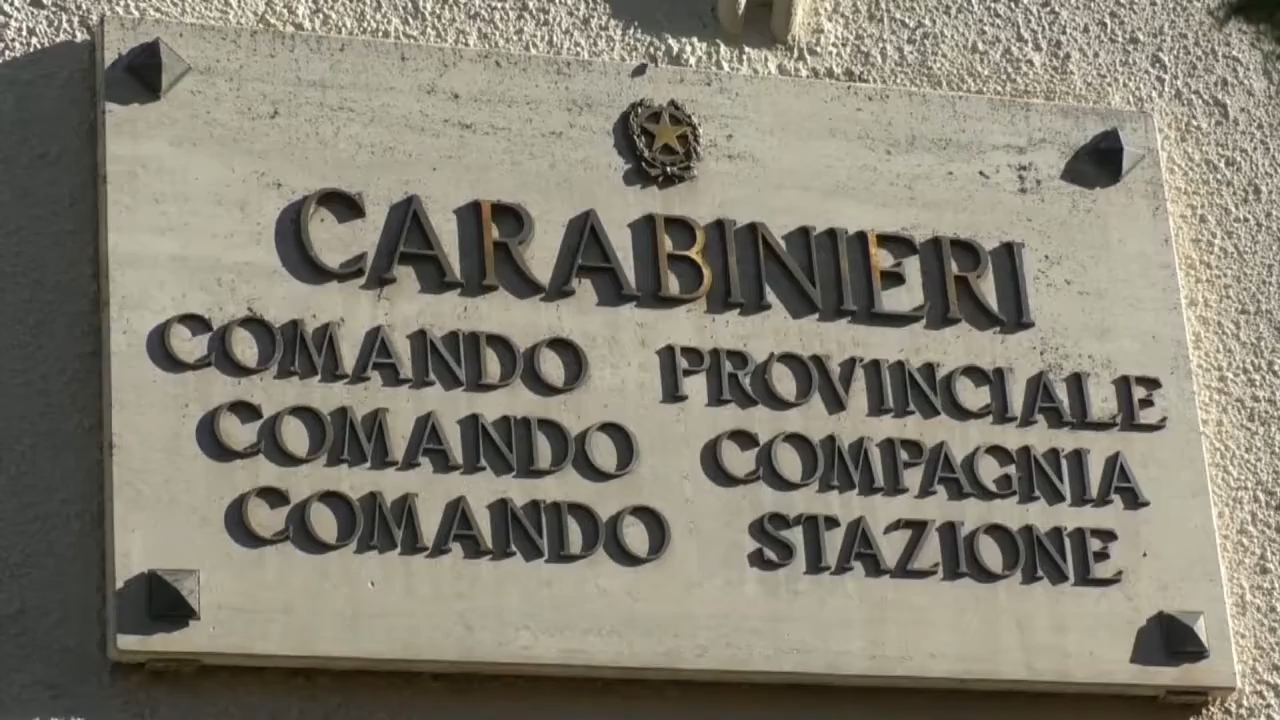 CARABINIERI
COMANDO PROVINCIALE
COMANDO COMPAGNIA
COMANDO STAZIONE